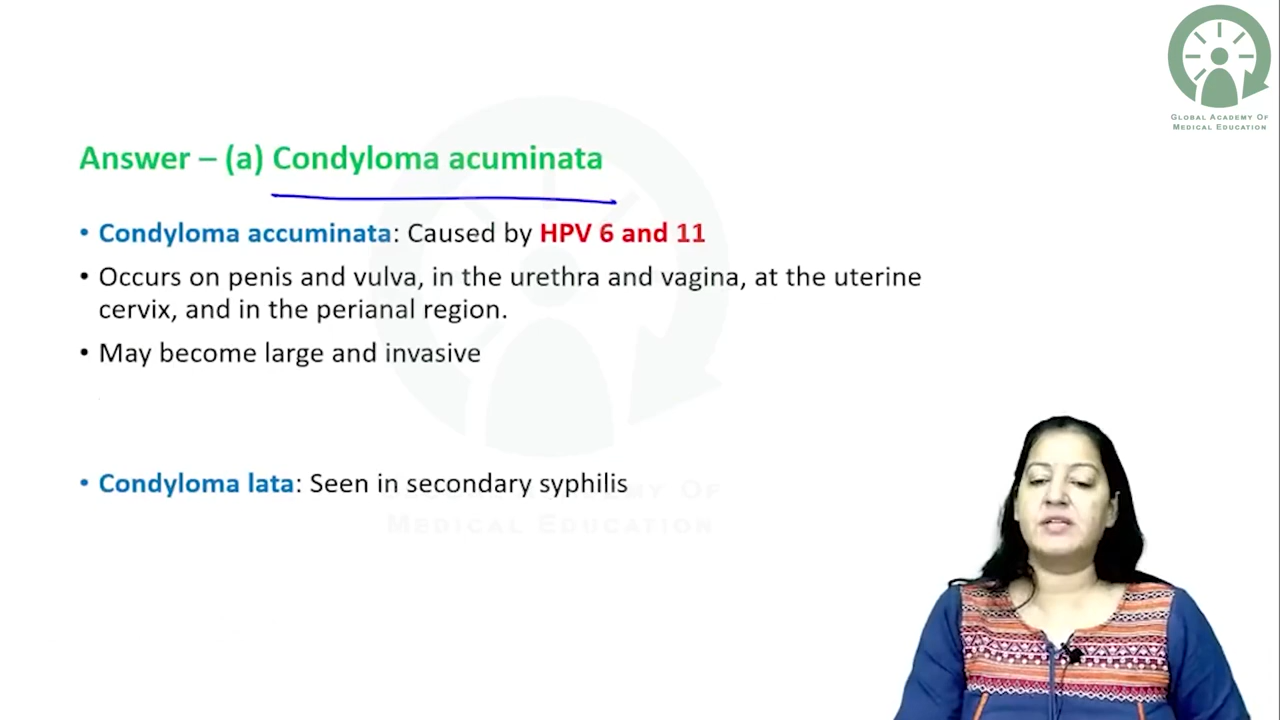 GLOBAL ACADEMY OF
MEDICAL EDUCATION
Answer – (a) Condyloma acuminata
• Condyloma accuminata: Caused by HPV 6 and 11
• Occurs on penis and vulva, in the urethra and vagina, at the uterine
cervix, and in the perianal region.
• May become large and invasive
• Condyloma lata: Seen in secondary syphilis
MEDICAL EDUCATION